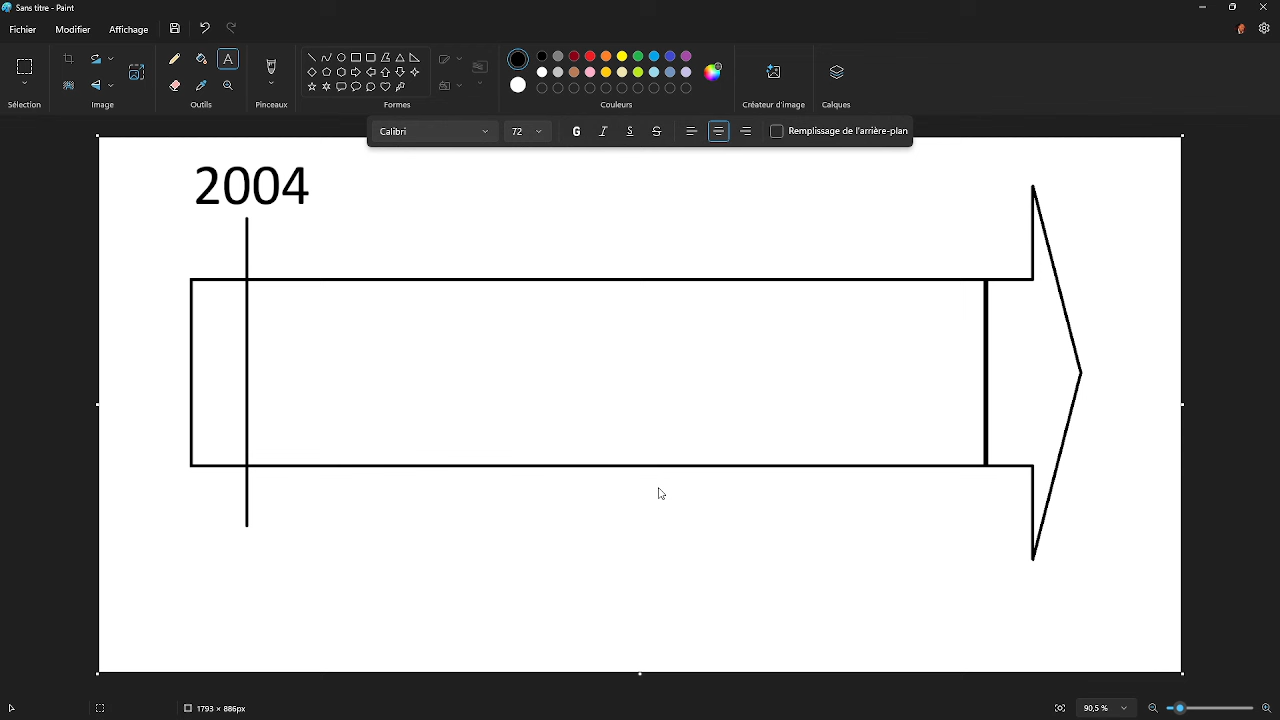 Sans titre - Paint
Fichier Modifier Affichage
Sélection Image Outils Pinceaux Formes Couleurs Créateur d'image Calques
Calibri 72 G I S S Remplissage de l'arrière-plan
2004
1793 × 886px 90,5 %